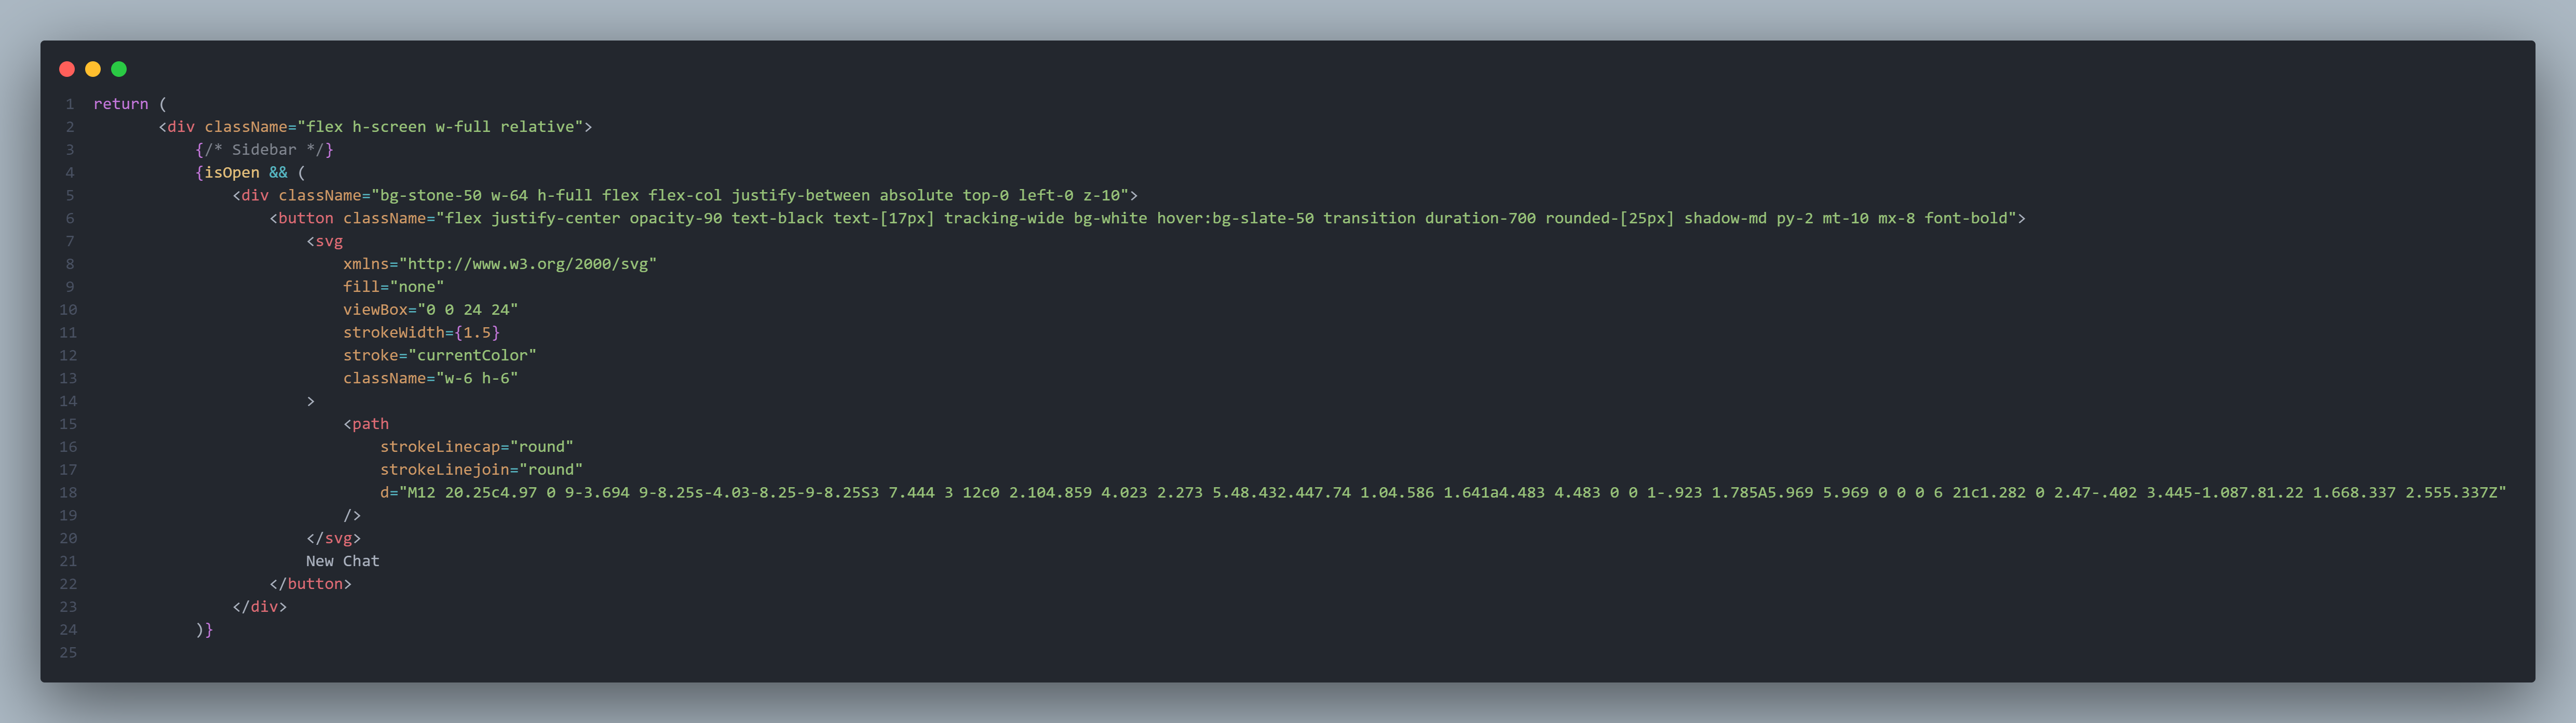 1 return (
2 <div className="flex h-screen w-full relative">
3 {/* Sidebar */}
4 {isOpen && (
5 <div className="bg-stone-50 w-64 h-full flex flex-col justify-between absolute top-0 left-0 z-10">
6 <button className="flex justify-center opacity-90 text-black text-[17px] tracking-wide bg-white hover:bg-slate-50 transition duration-700 rounded-[25px] shadow-md py-2 mt-10 mx-8 font-bold">
7 <svg
8 xmlns="http://www.w3.org/2000/svg"
9 fill="none"
10 viewBox="0 0 24 24"
11 strokeWidth={1.5}
12 stroke="currentColor"
13 className="w-6 h-6"
14 >
15 <path
16 strokeLinecap="round"
17 strokeLinejoin="round"
18 d="M12 20.25c4.97 0 9-3.694 9-8.25s-4.03-8.25-9-8.25S3 7.444 3 12c0 2.104.859 4.023 2.273 5.48.432.447.74 1.04.586 1.641a4.483 4.483 0 0 1-.923 1.785A5.969 5.969 0 0 0 6 21c1.282 0 2.47-.402 3.445-1.087.81.22 1.668.337 2.555.337Z"
19 />
20 </svg>
21 New Chat
22 </button>
23 </div>
24 )}
25